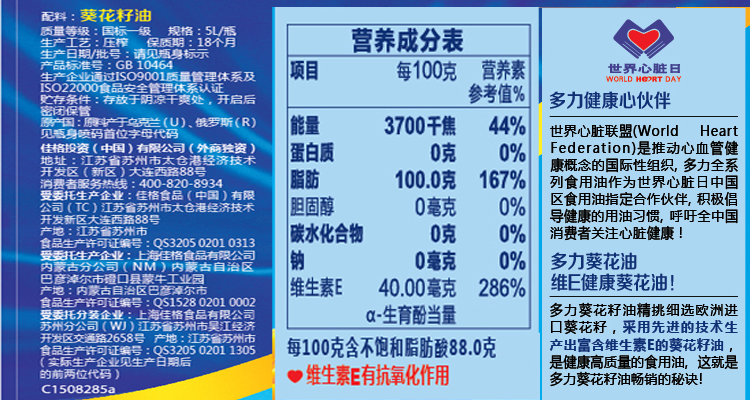 配料：葵花籽油
质量等级：国标一级　规格：5L/瓶
生产工艺：压榨　保质期：18个月
生产日期/批号：请见瓶身标示
产品标准号：GB 10464
生产企业通过ISO9001质量管理体系及
ISO22000食品安全管理体系认证
贮存条件：存放于阴凉干爽处，开启后
密闭保管
原产国：原料产于乌克兰（U）、俄罗斯（R）
见瓶身喷码首位字母代码
佳格投资（中国）有限公司（外商独资）
地址：江苏省苏州市太仓港经济技术
开发区（新区）大连西路88号
消费者服务热线：400-820-8934
受委托生产企业：佳格食品（中国）有限
公司（TC）江苏省苏州市太仓港经济技术
开发新区大连西路88号
产地：江苏省苏州市
食品生产许可证编号：QS3205 0201 0313
受委托生产企业：上海佳格食品有限公司
内蒙古分公司（NM）内蒙古自治区
巴彦淖尔市磴口县蒙牛工业园
产地：内蒙古自治区巴彦淖尔市
食品生产许可证编号：QS1528 0201 0002
受委托分装企业：上海佳格食品有限公司
苏州分公司（WJ）江苏省苏州市吴江经济
开发区交通路2658号　产地：江苏省苏州市
食品生产许可证编号：QS3205 0201 1305
（实际生产企业见生产日期后
的前两位代码）
C1508285a
营养成分表
项目　每100克　营养素
参考值%
能量　3700千焦　44%
蛋白质　0克　0%
脂肪　100.0克　167%
胆固醇　0毫克　0%
碳水化合物　0克　0%
钠　0毫克　0%
维生素E　40.00毫克　286%
α-生育酚当量
每100克含不饱和脂肪酸88.0克
维生素E有抗氧化作用
世界心脏日
WORLD HEART DAY
多力健康心伙伴
世界心脏联盟(World Heart
Federation)是推动心血管健
康概念的国际性组织,多力全系
列食用油作为世界心脏日中国
区食用油指定合作伙伴,积极倡
导健康的用油习惯,呼吁全中国
消费者关注心脏健康！
多力葵花油
维E健康葵花油！
多力葵花籽油精挑细选欧洲进
口葵花籽，采用先进的技术生
产出富含维生素E的葵花籽油，
是健康高质量的食用油，这就是
多力葵花籽油畅销的秘诀!